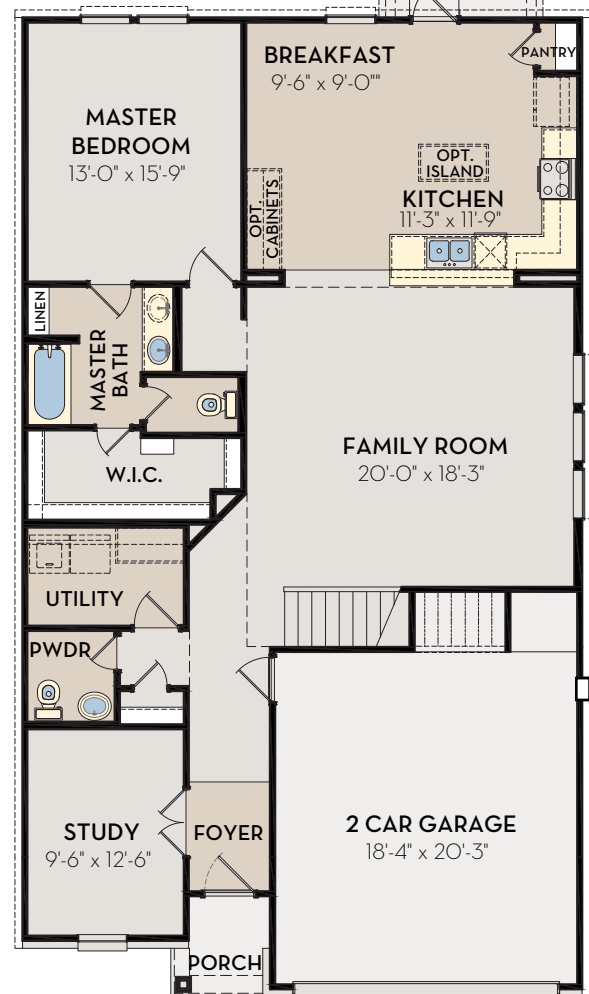 BREAKFAST
9'-6" x 9'-0""
PANTRY
MASTER
BEDROOM
13'-0" x 15'-9"
OPT.
ISLAND
KITCHEN
11'-3" x 11'-9"
OPT.
CABINETS
LINEN
MASTER
BATH
FAMILY ROOM
20'-0" x 18'-3"
W.I.C.
UTILITY
PWDR
STUDY
9'-6" x 12'-6"
FOYER
2 CAR GARAGE
18'-4" x 20'-3"
PORCH